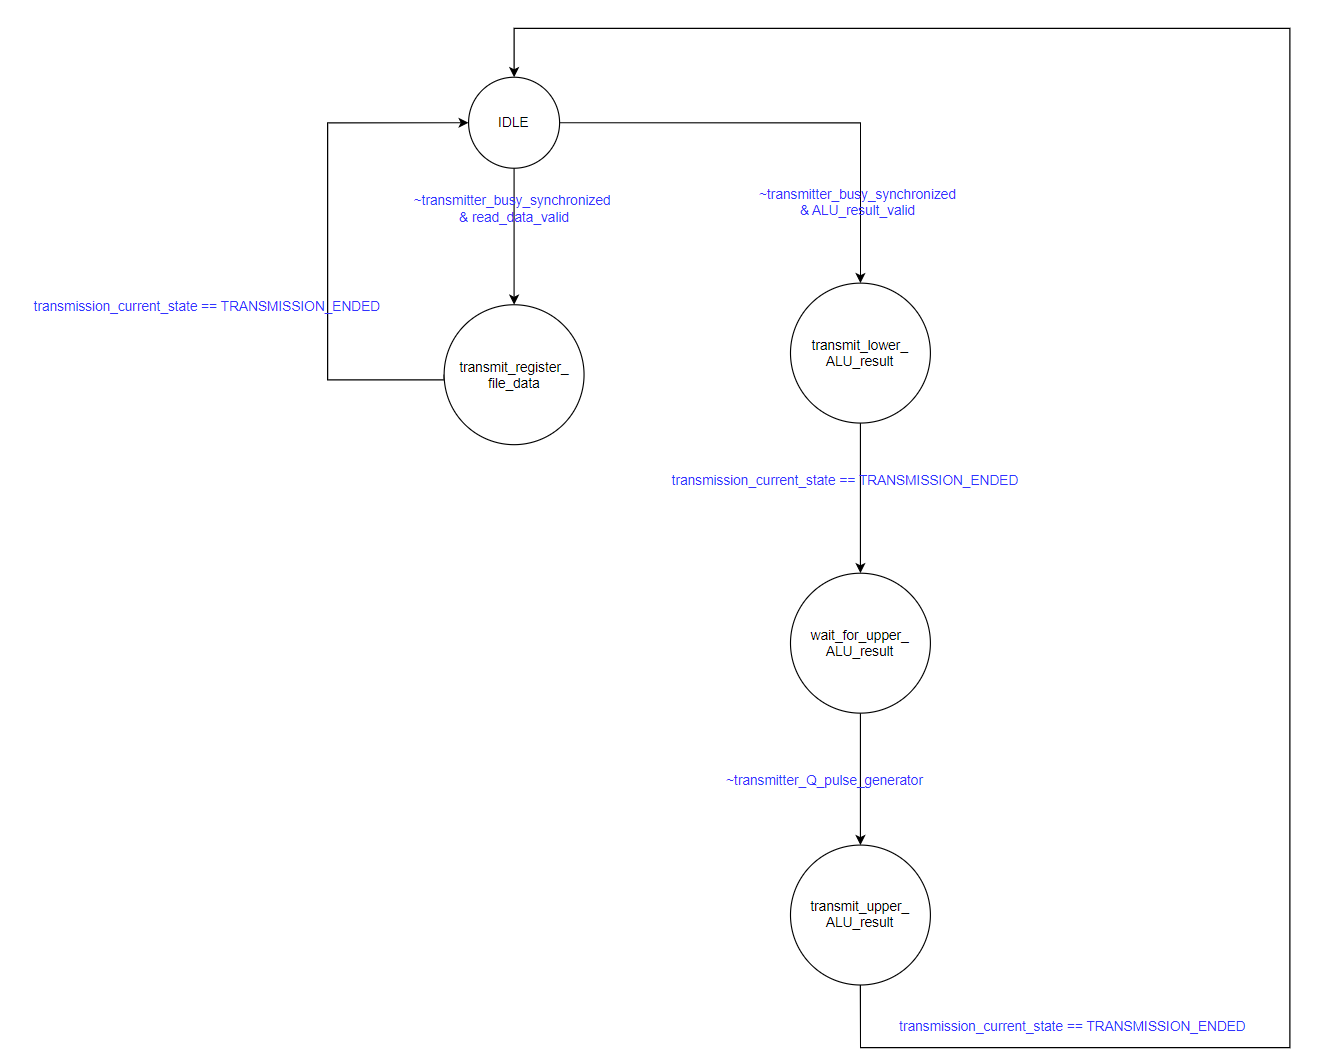 IDLE
~transmitter_busy_synchronized
& read_data_valid
~transmitter_busy_synchronized
& ALU_result_valid
transmission_current_state == TRANSMISSION_ENDED
transmit_register_
file_data
transmit_lower_
ALU_result
transmission_current_state == TRANSMISSION_ENDED
wait_for_upper_
ALU_result
~transmitter_Q_pulse_generator
transmit_upper_
ALU_result
transmission_current_state == TRANSMISSION_ENDED